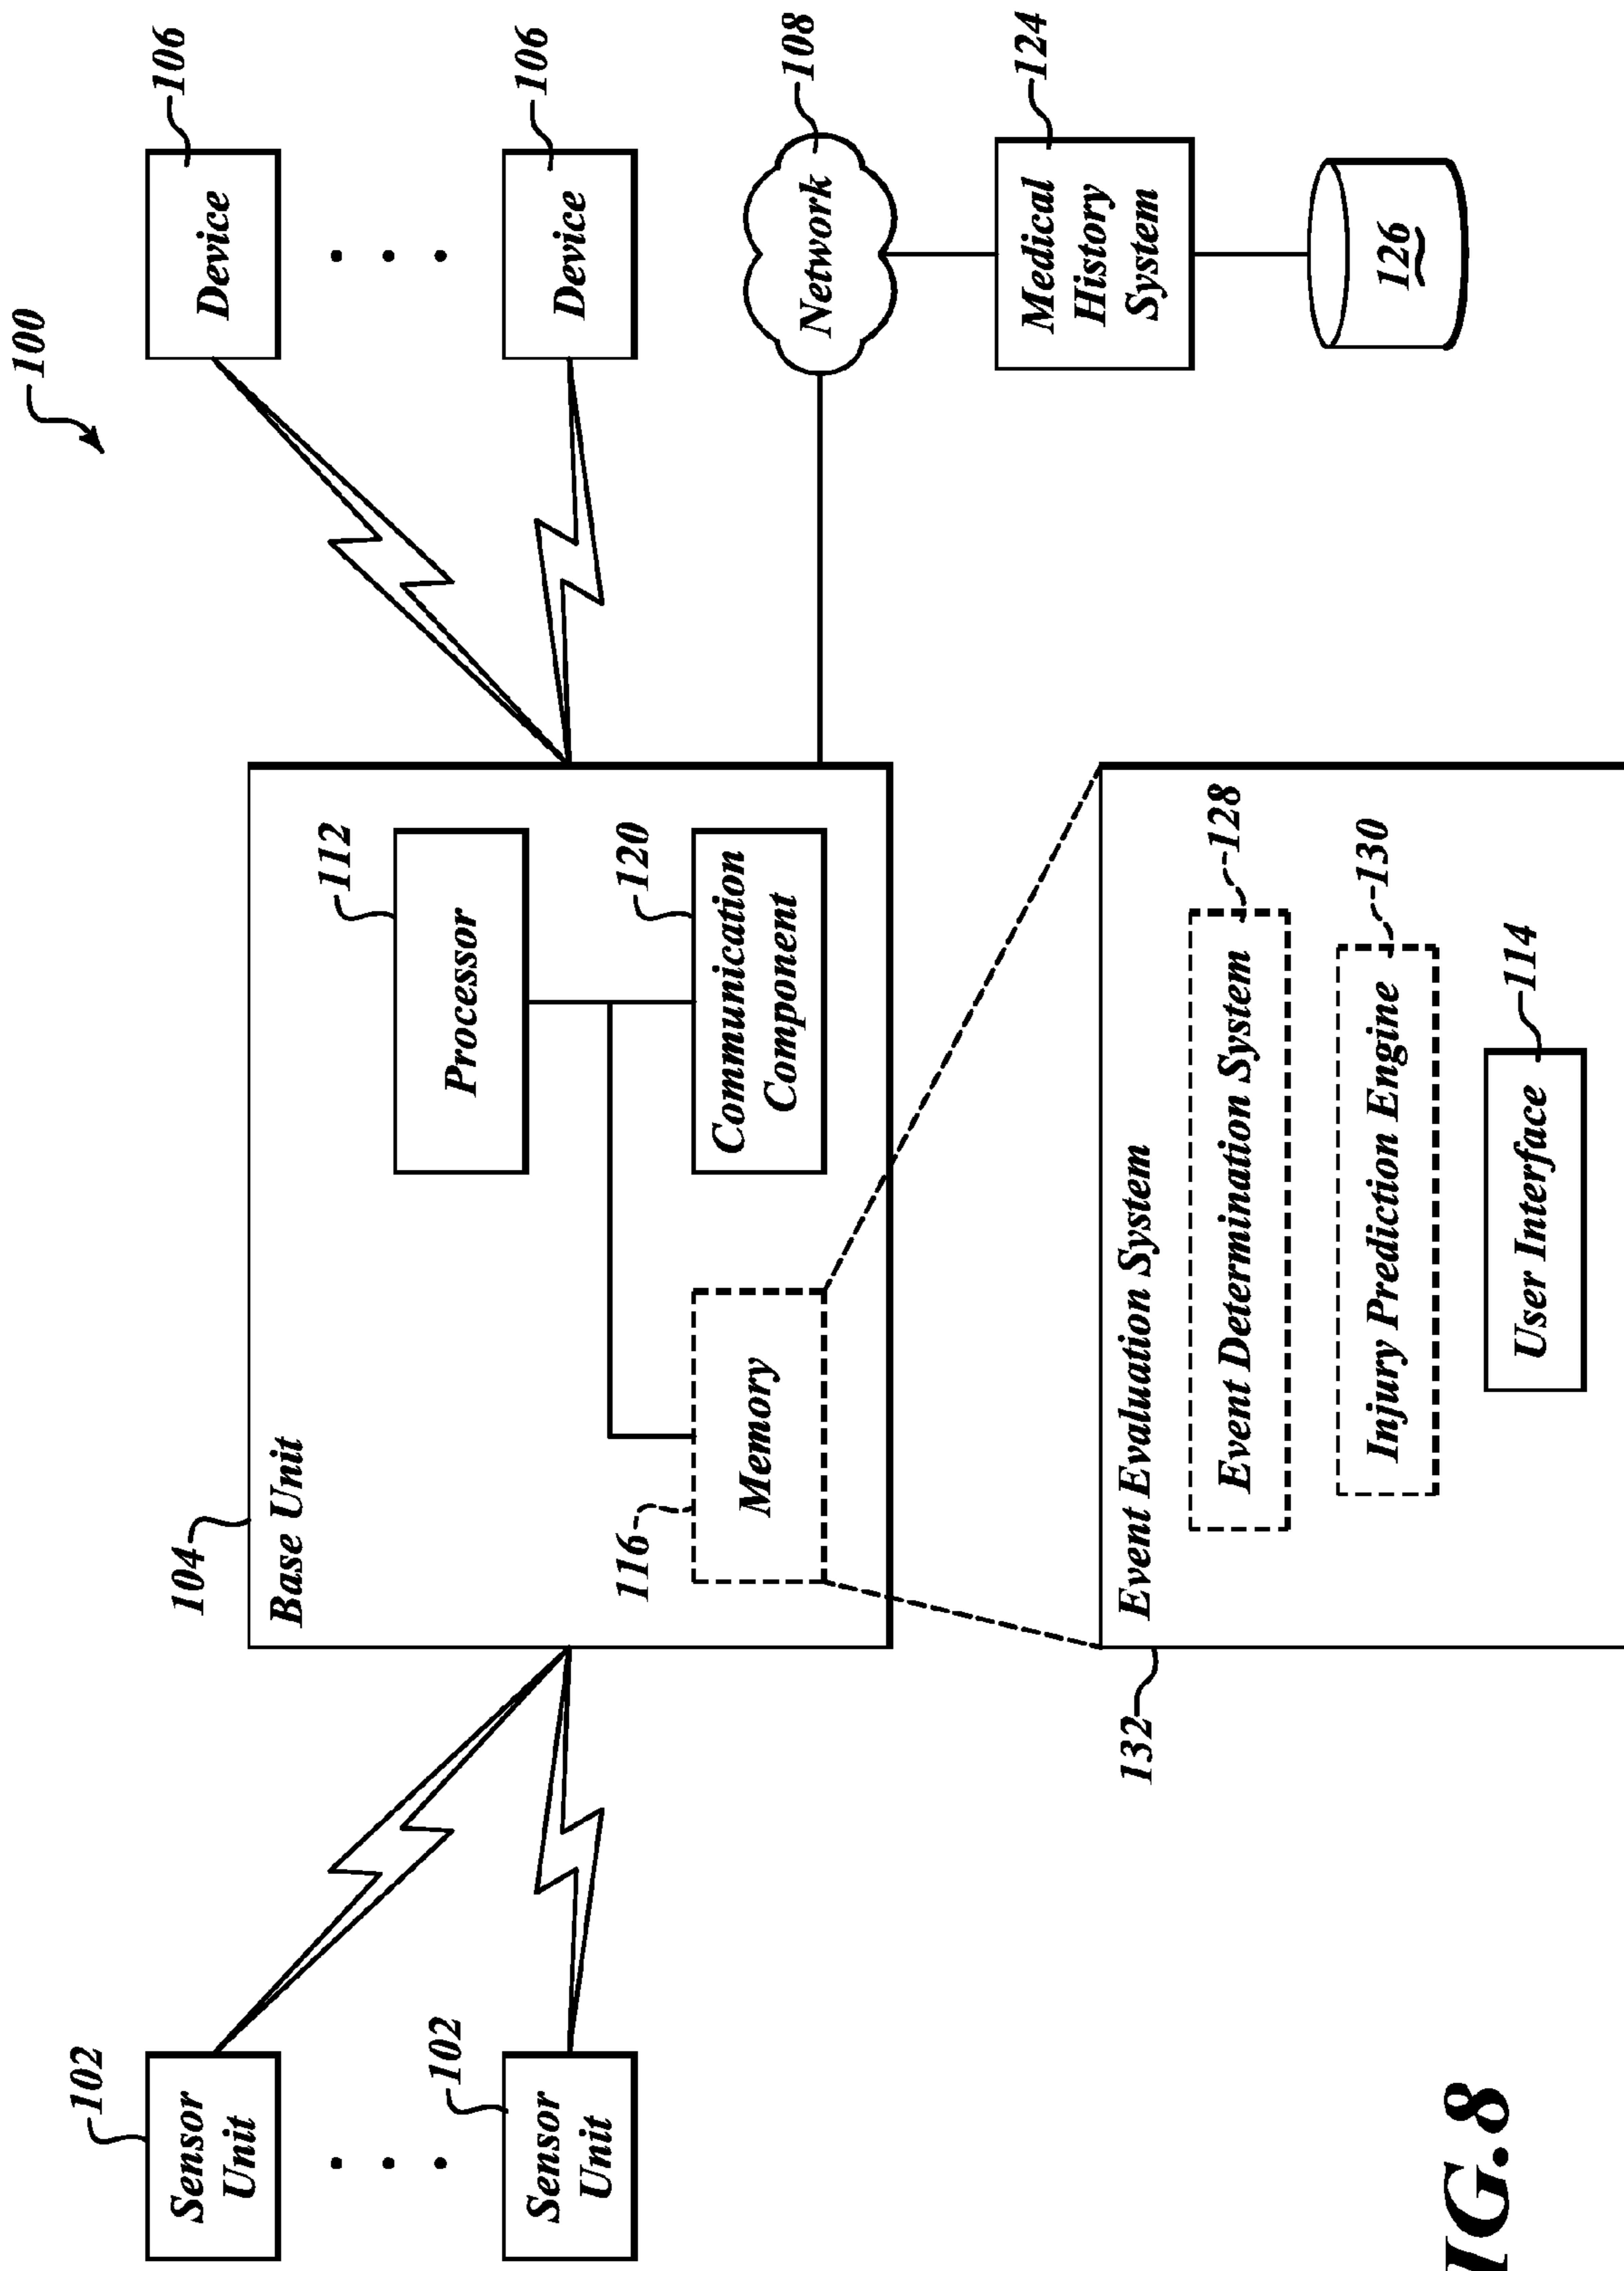 100
102
Sensor
Unit
102
Sensor
Unit
104
Base Unit
112
Processor
116
Memory
120
Communication
Component
106
Device
106
Device
108
Network
124
Medical
History
System
126
132
Event Evaluation System
Event Determination System
128
Injury Prediction Engine
130
User Interface
114
IG.8